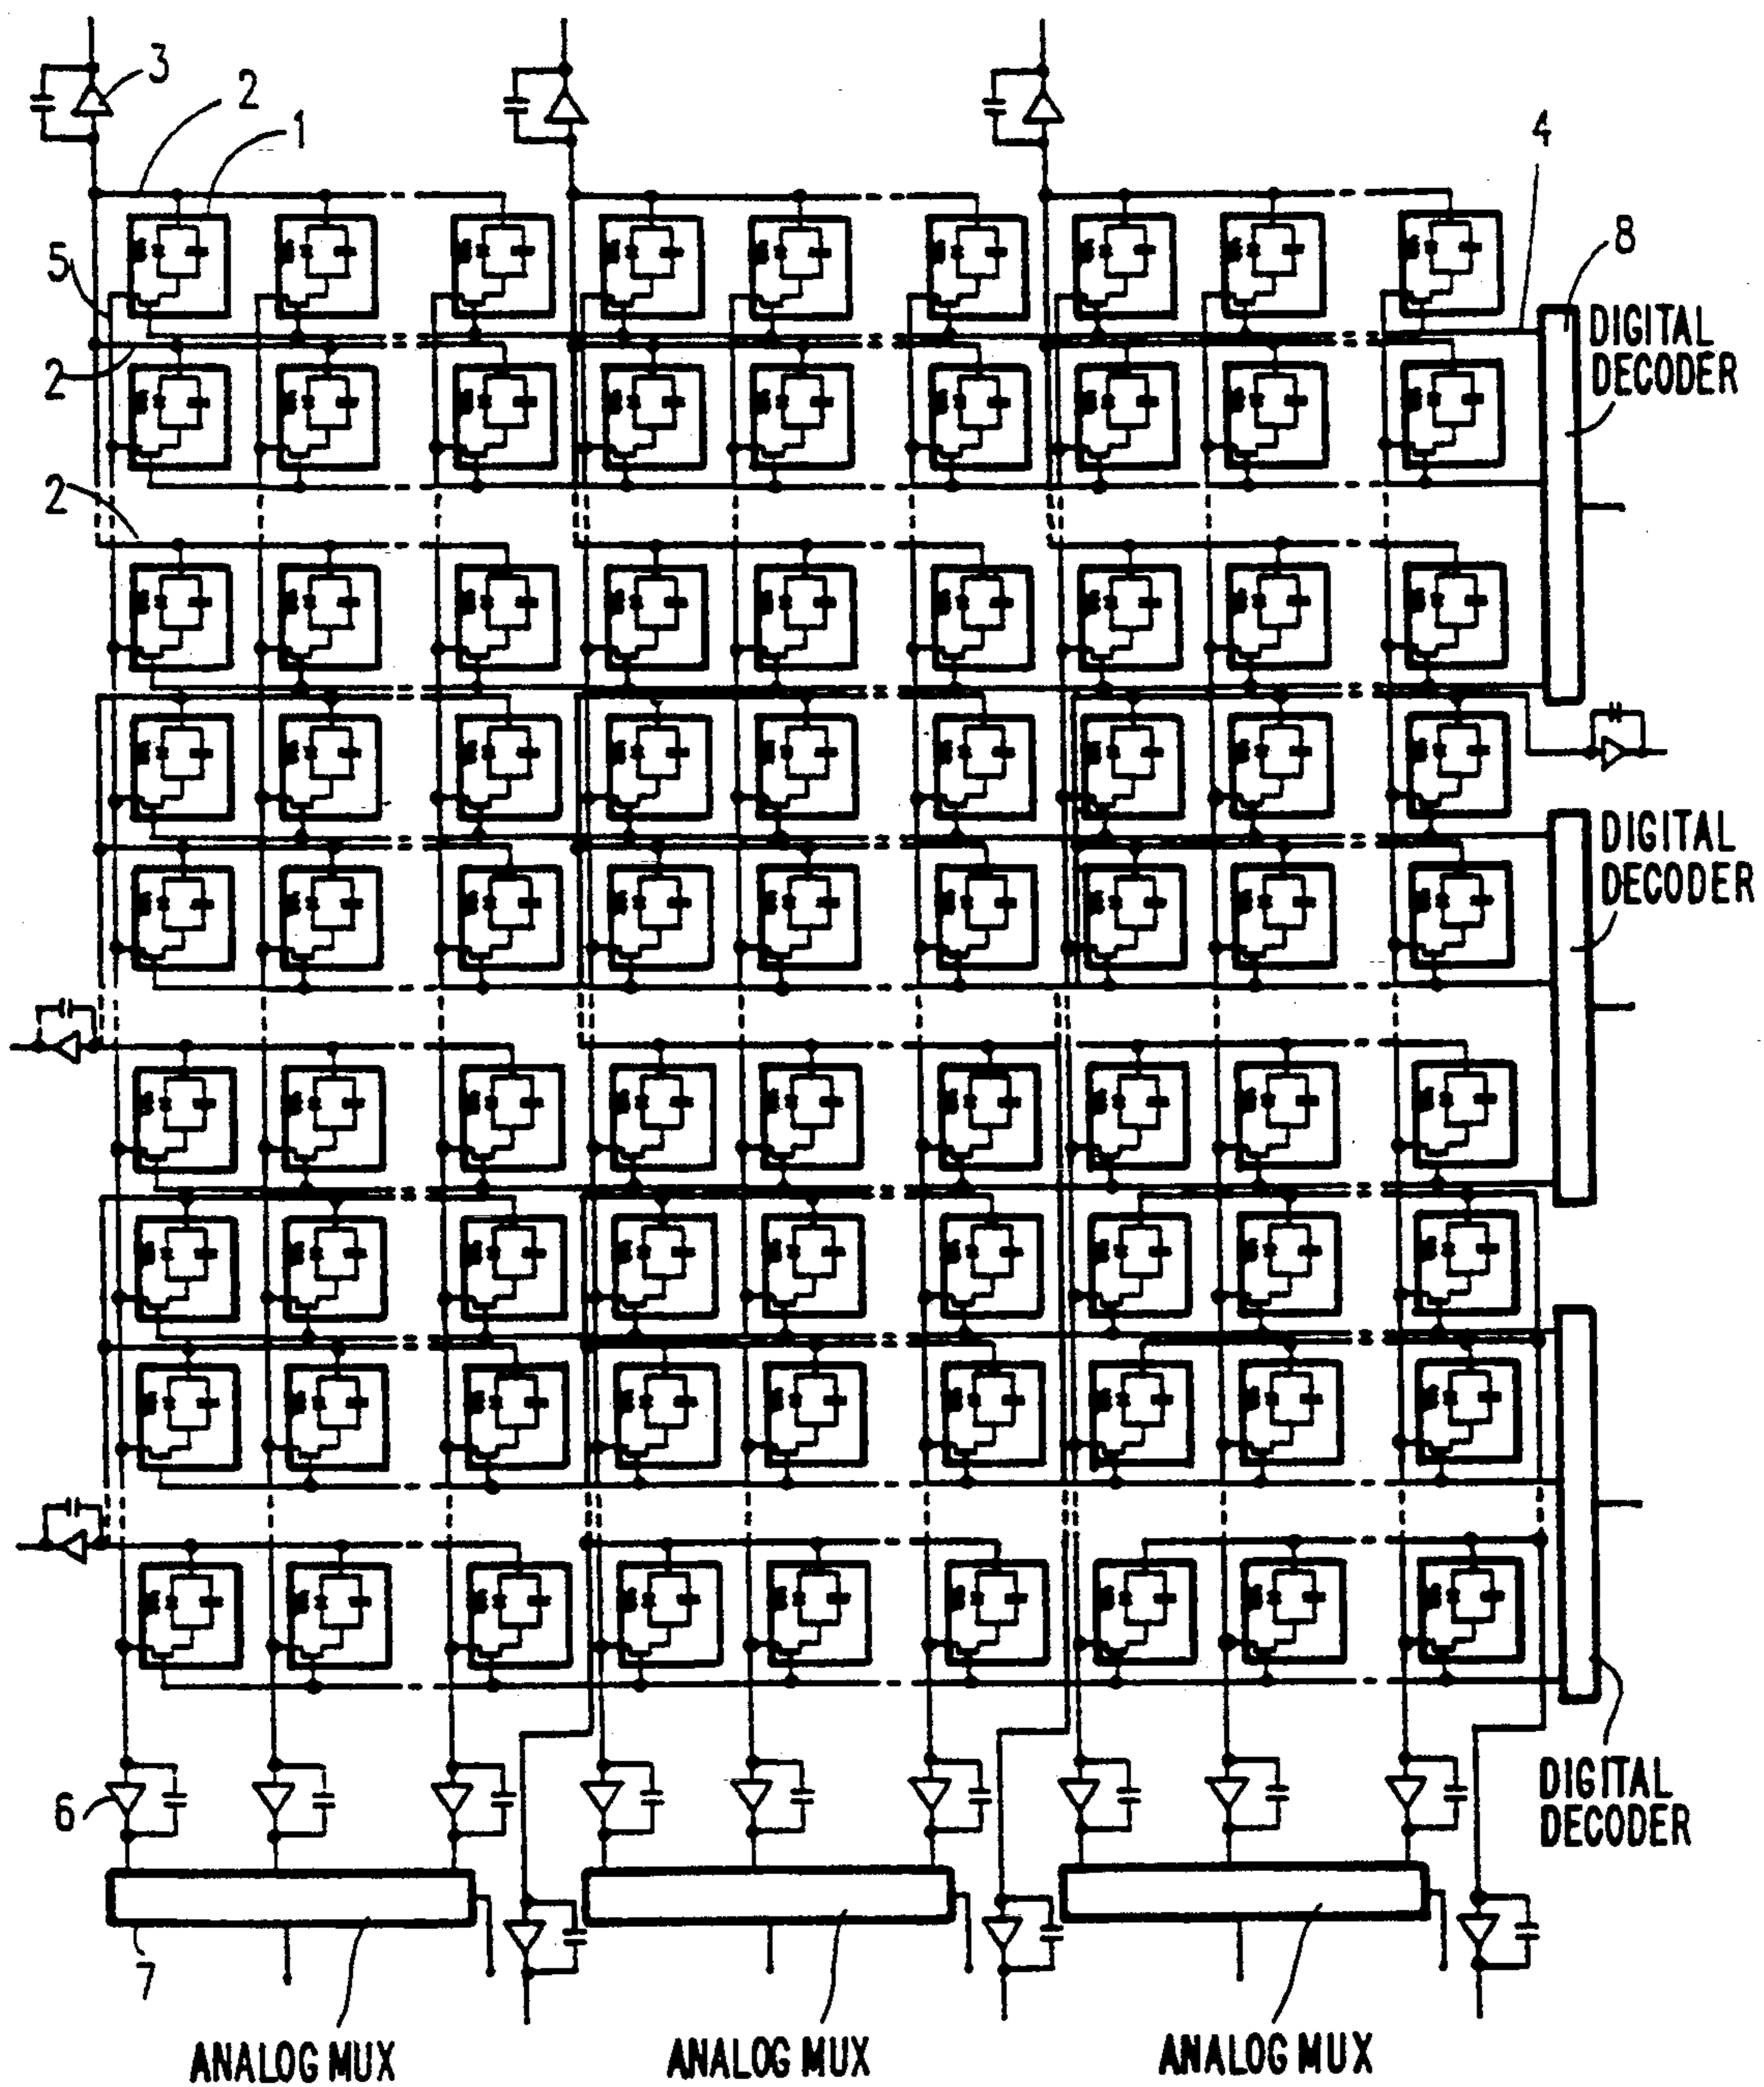 3
2
1
4
5
8
DIGITAL
DECODER
2
2
DIGITAL
DECODER
6
DIGITAL
DECODER
7
ANALOG MUX
ANALOG MUX
ANALOG MUX